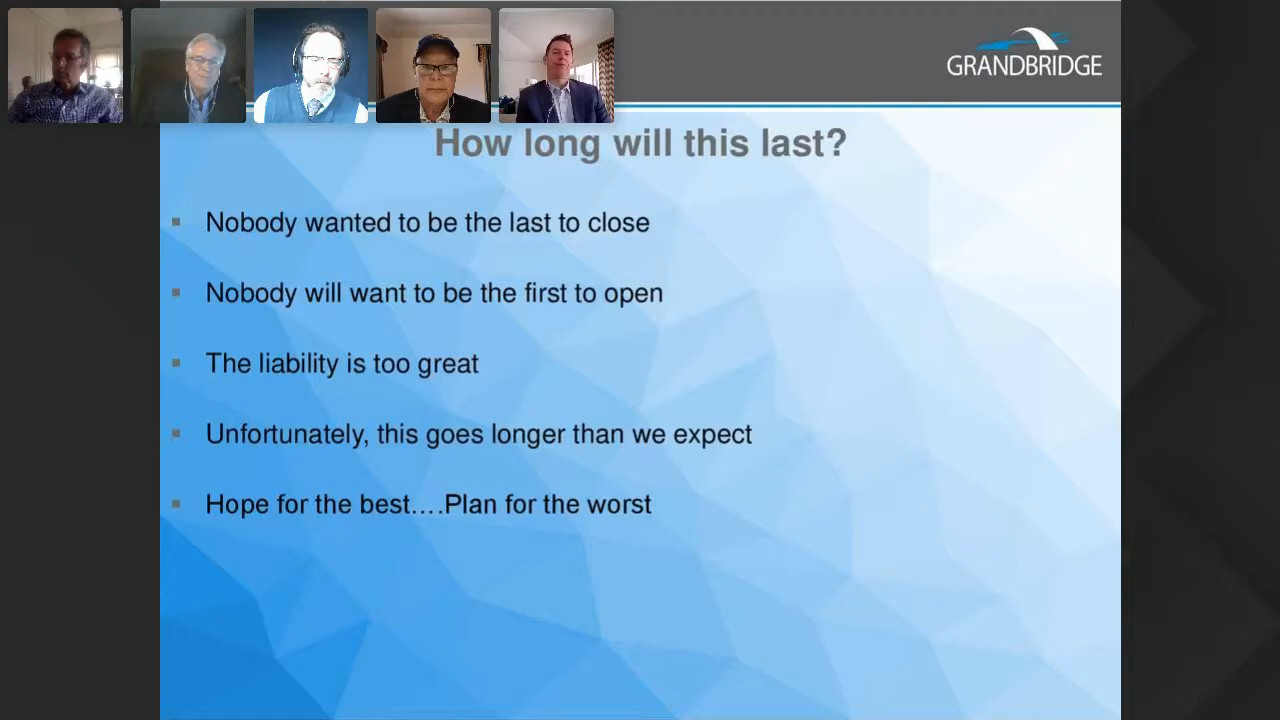 GRANDBRIDGE
How long will this last?
Nobody wanted to be the last to close
Nobody will want to be the first to open
The liability is too great
Unfortunately, this goes longer than we expect
Hope for the best….Plan for the worst